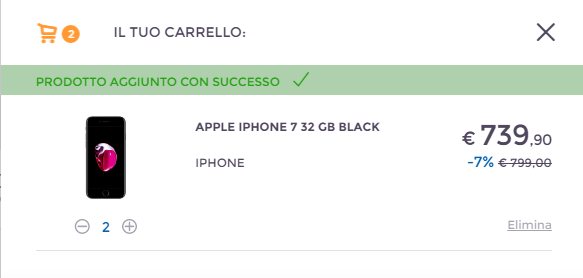 2 IL TUO CARRELLO:
PRODOTTO AGGIUNTO CON SUCCESSO
APPLE IPHONE 7 32 GB BLACK
€ 739,90
IPHONE
-7% € 799,00
2
Elimina